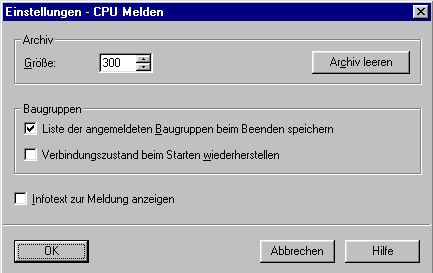 Einstellungen - CPU Melden
Archiv
Größe:
300
Archiv leeren
Baugruppen
Liste der angemeldeten Baugruppen beim Beenden speichern
Verbindungszustand beim Starten wiederherstellen
Infotext zur Meldung anzeigen
OK
Abbrechen
Hilfe